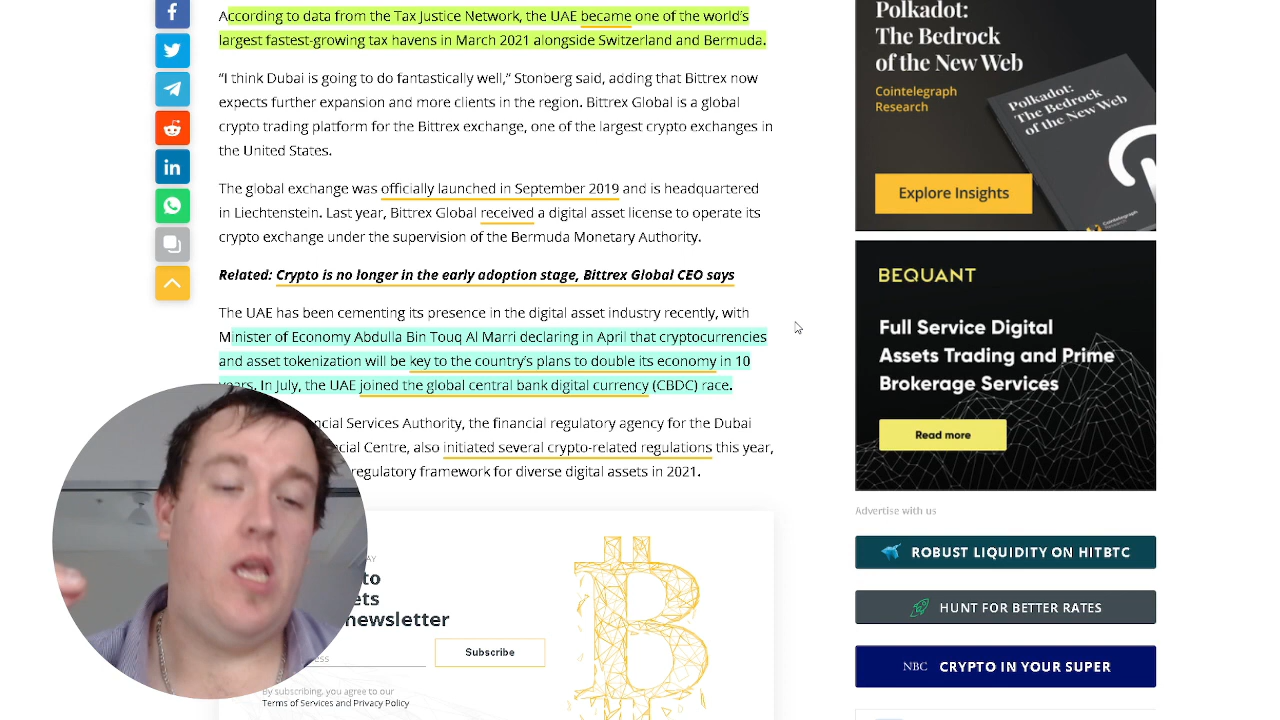 According to data from the Tax Justice Network, the UAE became one of the world's
largest fastest-growing tax havens in March 2021 alongside Switzerland and Bermuda.
“I think Dubai is going to do fantastically well,” Stonberg said, adding that Bittrex now
expects further expansion and more clients in the region. Bittrex Global is a global
crypto trading platform for the Bittrex exchange, one of the largest crypto exchanges in
the United States.
The global exchange was officially launched in September 2019 and is headquartered
in Liechtenstein. Last year, Bittrex Global received a digital asset license to operate its
crypto exchange under the supervision of the Bermuda Monetary Authority.
Related: Crypto is no longer in the early adoption stage, Bittrex Global CEO says
The UAE has been cementing its presence in the digital asset industry recently, with
Minister of Economy Abdulla Bin Touq Al Marri declaring in April that cryptocurrencies
and asset tokenization will be key to the country's plans to double its economy in 10
years. In July, the UAE joined the global central bank digital currency (CBDC) race.
Services Authority, the financial regulatory agency for the Dubai
Centre, also initiated several crypto-related regulations this year,
regulatory framework for diverse digital assets in 2021.
newsletter
Subscribe
By subscribing, you agree to our
Terms of Services and Privacy Policy
Polkadot:
The Bedrock
of the New Web
Cointelegraph
Research
Explore Insights
Polkadot:
The Bedrock
of the New Web
Cointelegraph
BEQUANT
Full Service Digital
Assets Trading and Prime
Brokerage Services
Read more
Advertise with us
ROBUST LIQUIDITY ON HITBTC
HUNT FOR BETTER RATES
NBC CRYPTO IN YOUR SUPER